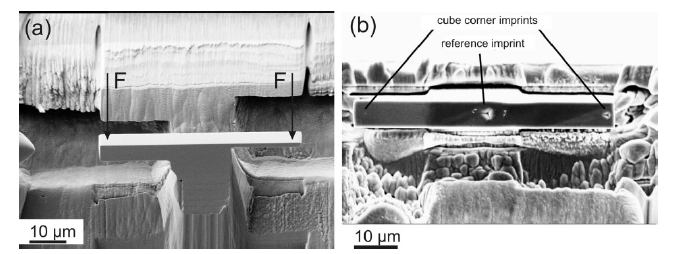 (a)
F
F
10 µm
(b)
cube corner imprints
reference imprint
10 µm